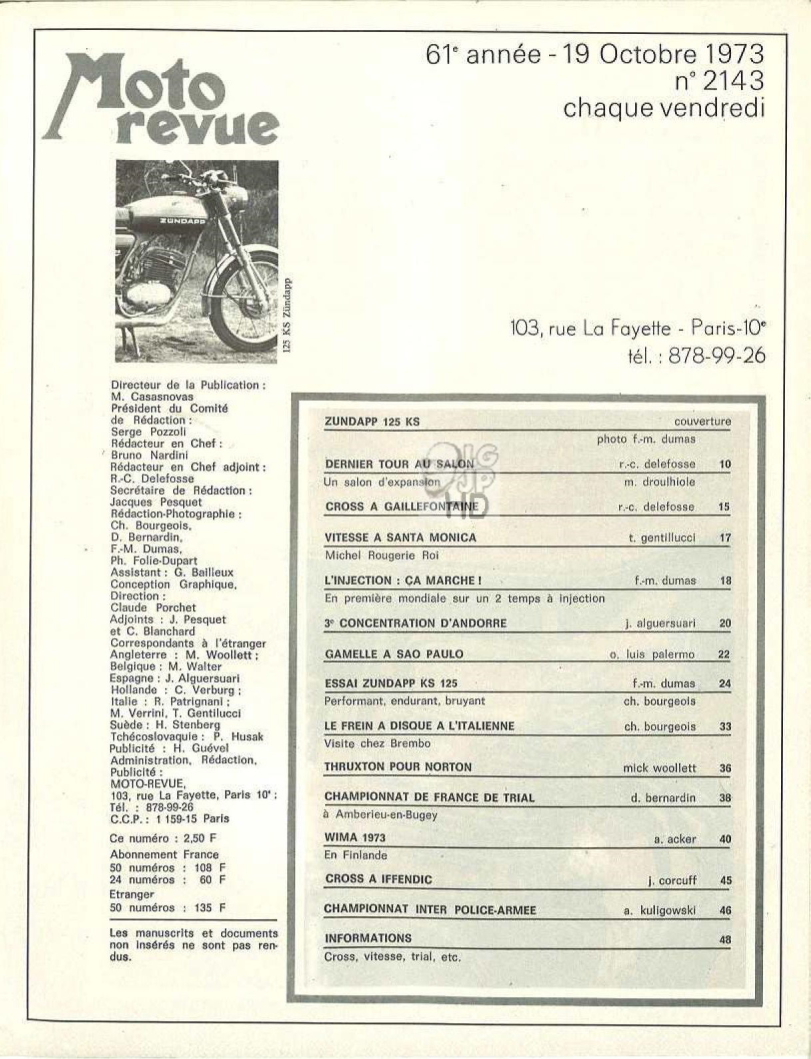 Moto
revue
61e année - 19 Octobre 1973
n° 2143
chaque vendredi
ZÜNDAPP
125 KS Zündapp
103, rue La Fayette - Paris-10e
tél. : 878-99-26
Directeur de la Publication :
M. Casasnovas
Président du Comité
de Rédaction :
Serge Pozzoli
Rédacteur en Chef :
Bruno Nardini
Rédacteur en Chef adjoint :
R.-C. Delefosse
Secrétaire de Rédaction :
Jacques Pesquet
Rédaction-Photographie :
Ch. Bourgeois,
D. Bernardin,
F.-M. Dumas,
Ph. Folie-Dupart
Assistant : G. Bailleux
Conception Graphique,
Direction :
Claude Porchet
Adjoints : J. Pesquet
et C. Blanchard
Correspondants à l'étranger
Angleterre : M. Woollett ;
Belgique : M. Walter
Espagne : J. Alguersuari
Hollande : C. Verburg ;
Italie : R. Patrignani ;
M. Verrini, T. Gentilucci
Suède : H. Stenberg
Tchécoslovaquie : P. Husak
Publicité : H. Guével
Administration, Rédaction,
Publicité :
MOTO-REVUE,
103, rue La Fayette, Paris 10e ;
Tél. : 878-99-26
C.C.P. : 1 159-15 Paris
Ce numéro : 2,50 F
Abonnement France
50 numéros : 108 F
24 numéros : 60 F
Etranger
50 numéros : 135 F
Les manuscrits et documents
non insérés ne sont pas ren-
dus.
ZUNDAPP 125 KS couverture
photo f.-m. dumas
DERNIER TOUR AU SALON r.-c. delefosse 10
Un salon d'expansion m. droulhiole
CROSS A GAILLEFONTAINE r.-c. delefosse 15
VITESSE A SANTA MONICA t. gentillucci 17
Michel Rougerie Roi
L'INJECTION : ÇA MARCHE ! f.-m. dumas 18
En première mondiale sur un 2 temps à injection
3e CONCENTRATION D'ANDORRE j. alguersuari 20
GAMELLE A SAO PAULO o. luis palermo 22
ESSAI ZUNDAPP KS 125 f.-m. dumas 24
Performant, endurant, bruyant ch. bourgeois
LE FREIN A DISQUE A L'ITALIENNE ch. bourgeois 33
Visite chez Brembo
THRUXTON POUR NORTON mick woollett 36
CHAMPIONNAT DE FRANCE DE TRIAL d. bernardin 38
à Amberieu-en-Bugey
WIMA 1973 a. acker 40
En Finlande
CROSS A IFFENDIC j. corcuff 45
CHAMPIONNAT INTER POLICE-ARMEE a. kuligowski 46
INFORMATIONS 48
Cross, vitesse, trial, etc.
BIG
JP
HD